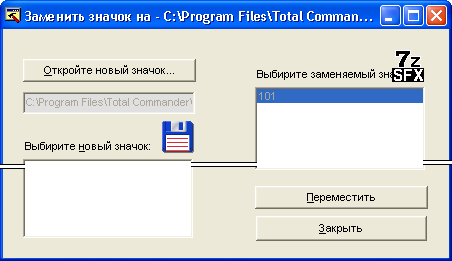 Заменить значок на - C:\Program Files\Total Comman...
Откройте новый значок...
C:\Program Files\Total Commander\
Выбирите новый значок:
7z
SFX
Выбирите заменяемый зна
101
Переместить
Закрыть